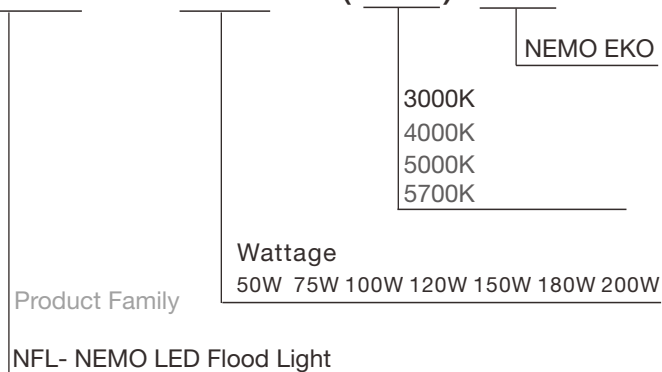 ( )
NEMO EKO
3000K
4000K
5000K
5700K
Wattage
50W 75W 100W 120W 150W 180W 200W
Product Family
NFL- NEMO LED Flood Light